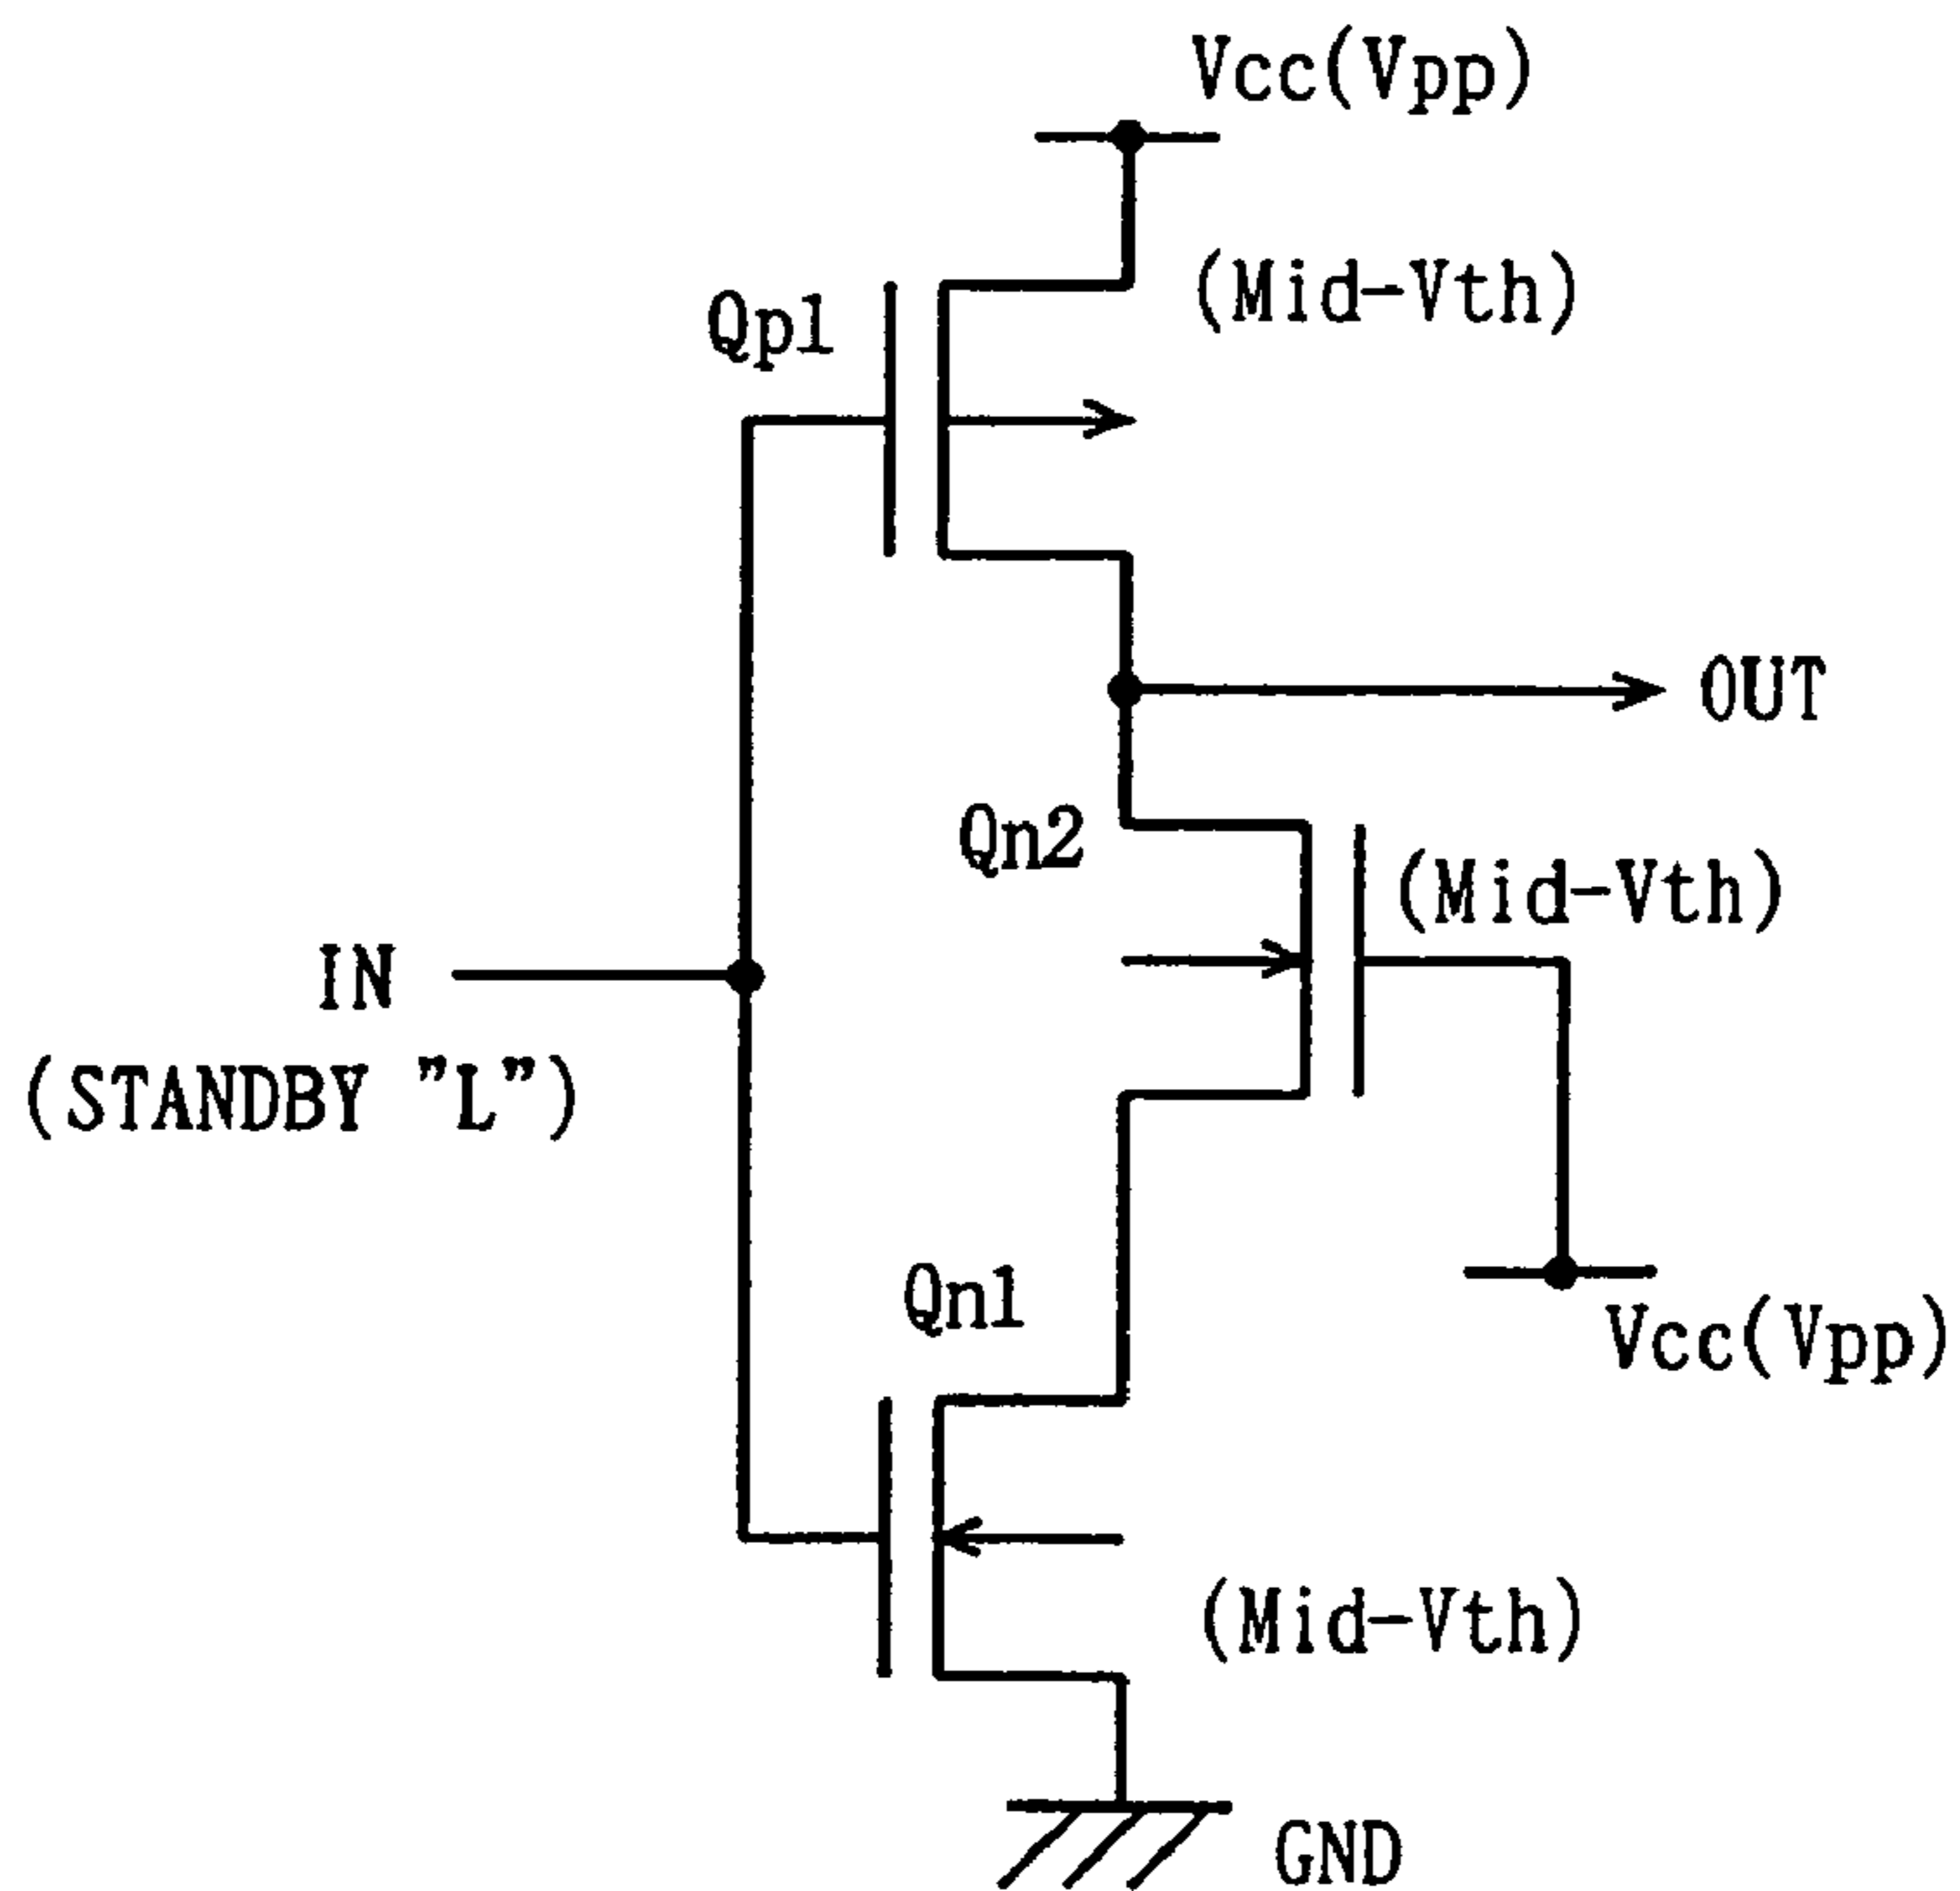 Vcc(Vpp)
(Mid-Vth)
Qp1
OUT
Qn2
(Mid-Vth)
IN
(STANDBY "L")
Qn1
Vcc(Vpp)
(Mid-Vth)
GND